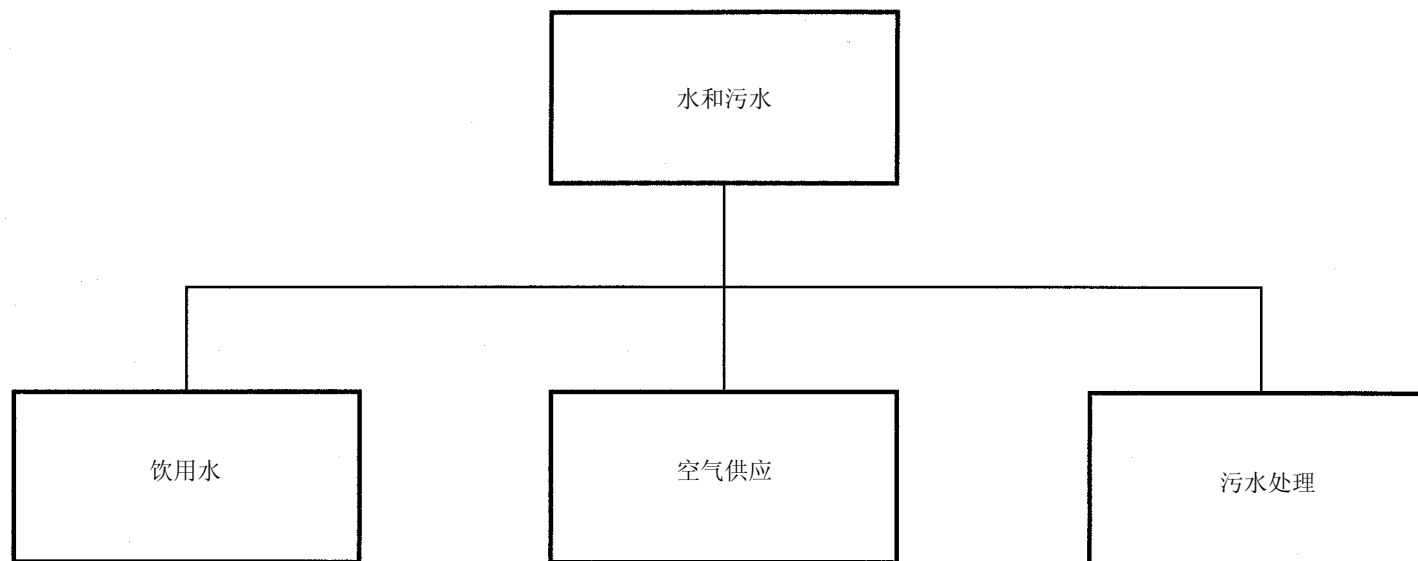 水和污水
饮用水
空气供应
污水处理